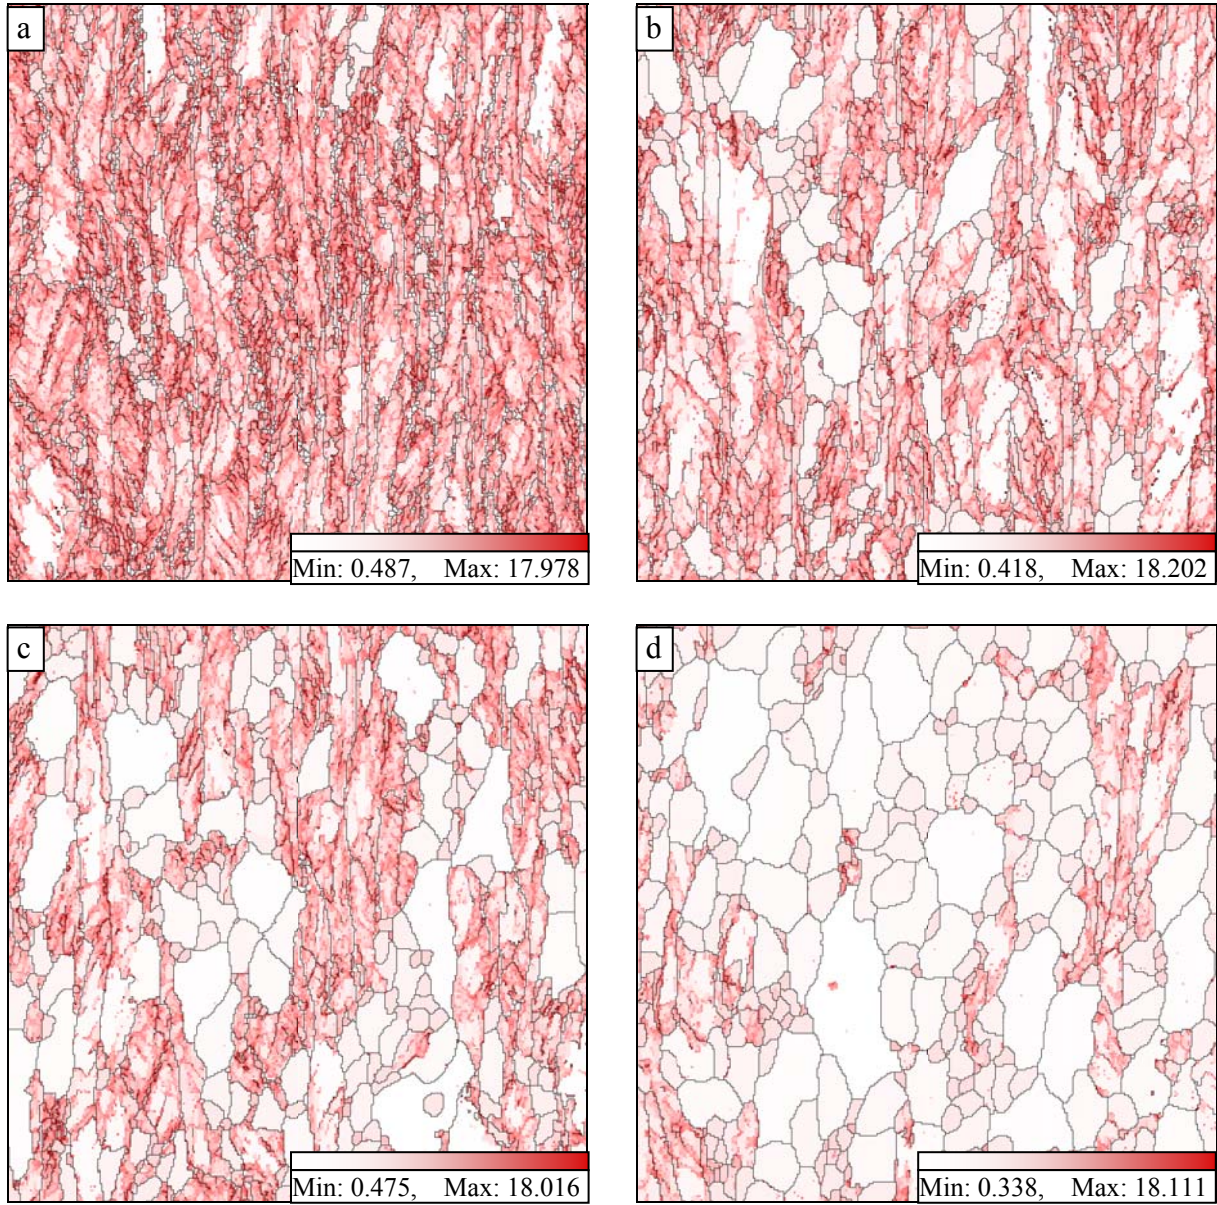 a
b
Min: 0.487, Max: 17.978
Min: 0.418, Max: 18.202
c
d
Min: 0.475, Max: 18.016
Min: 0.338, Max: 18.111